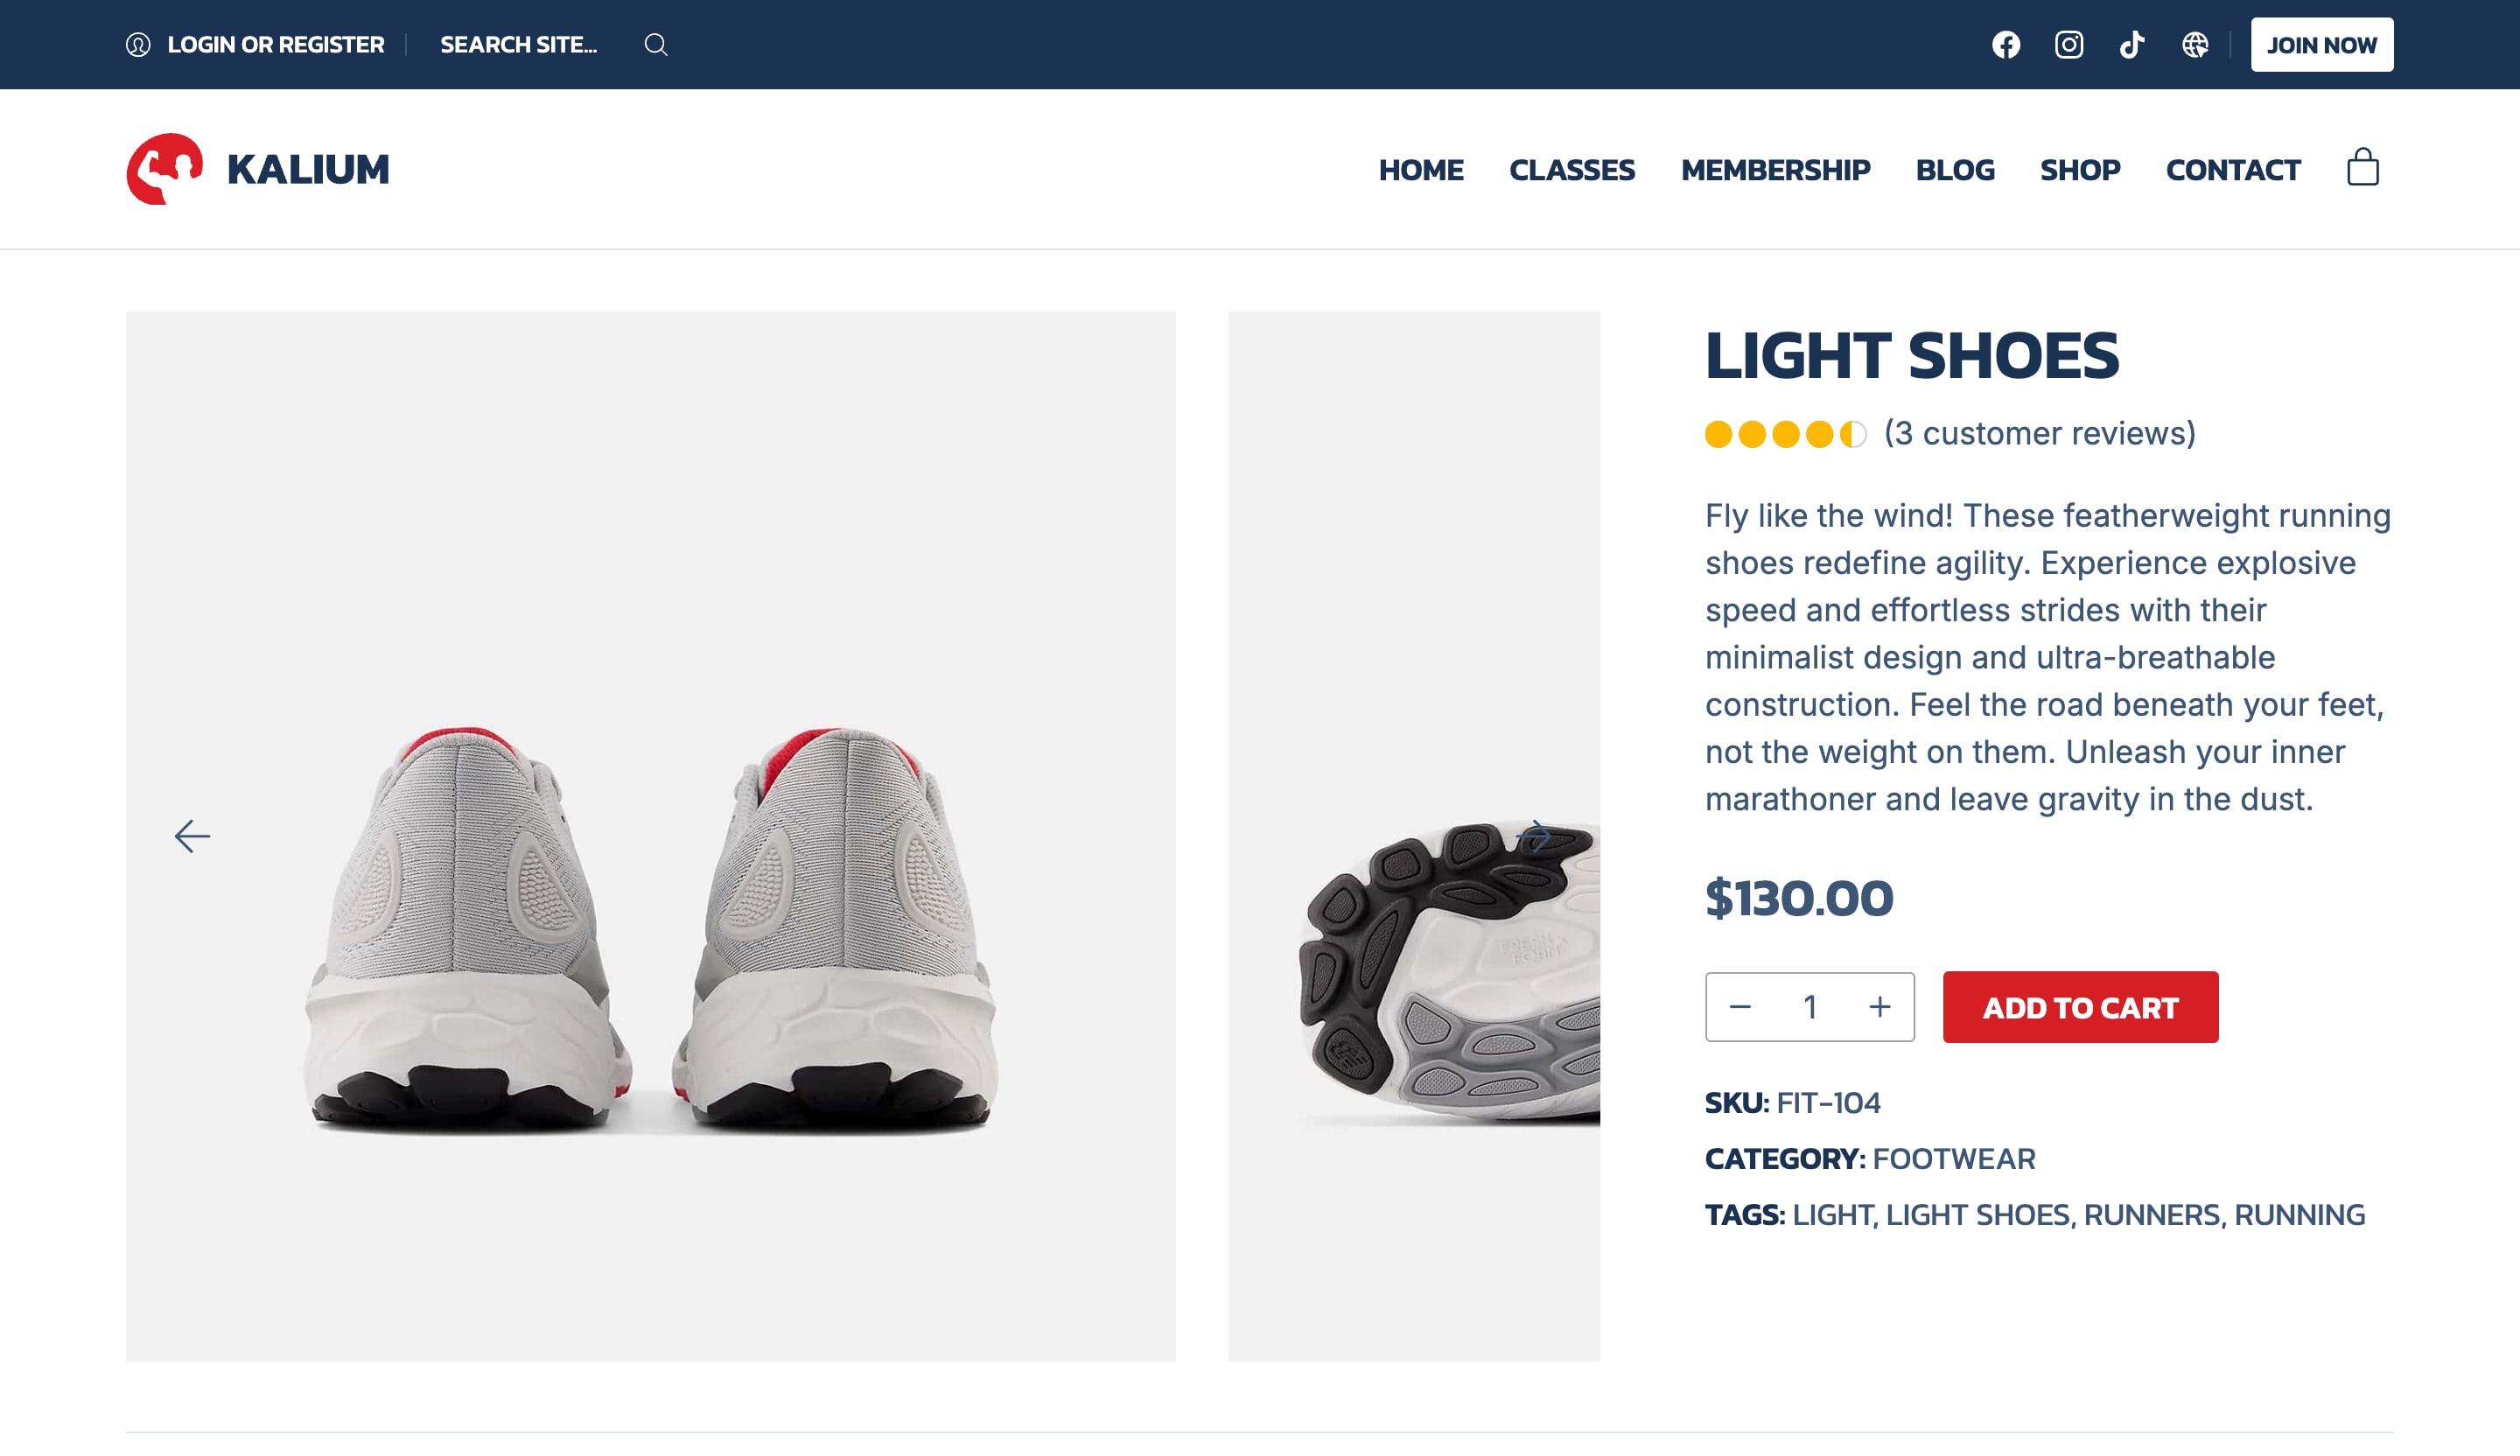 LOGIN OR REGISTER
SEARCH SITE...
JOIN NOW
KALIUM
HOME
CLASSES
MEMBERSHIP
BLOG
SHOP
CONTACT
LIGHT SHOES
(3 customer reviews)
Fly like the wind! These featherweight running
shoes redefine agility. Experience explosive
speed and effortless strides with their
minimalist design and ultra-breathable
construction. Feel the road beneath your feet,
not the weight on them. Unleash your inner
marathoner and leave gravity in the dust.
$130.00
− 1 +
ADD TO CART
SKU: FIT-104
CATEGORY: FOOTWEAR
TAGS: LIGHT, LIGHT SHOES, RUNNERS, RUNNING